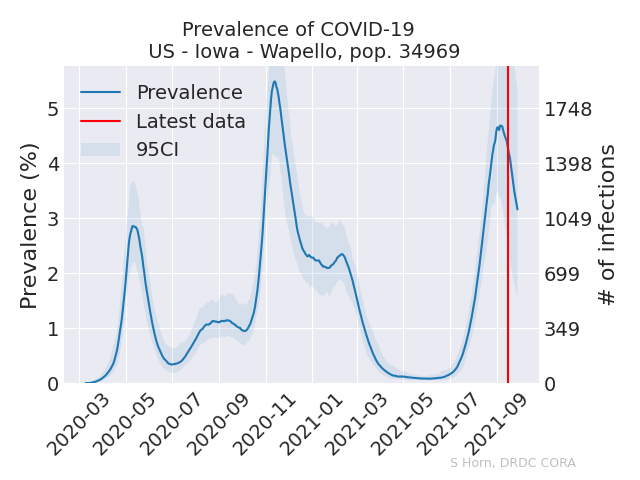 Prevalence of COVID-19
US - Iowa - Wapello, pop. 34969
Prevalence
Latest data
95CI
Prevalence (%)
5
4
3
2
1
0
1748
1398
1049
699
349
0
# of infections
2020-03
2020-05
2020-07
2020-09
2020-11
2021-01
2021-03
2021-05
2021-07
2021-09
S Horn, DRDC CORA